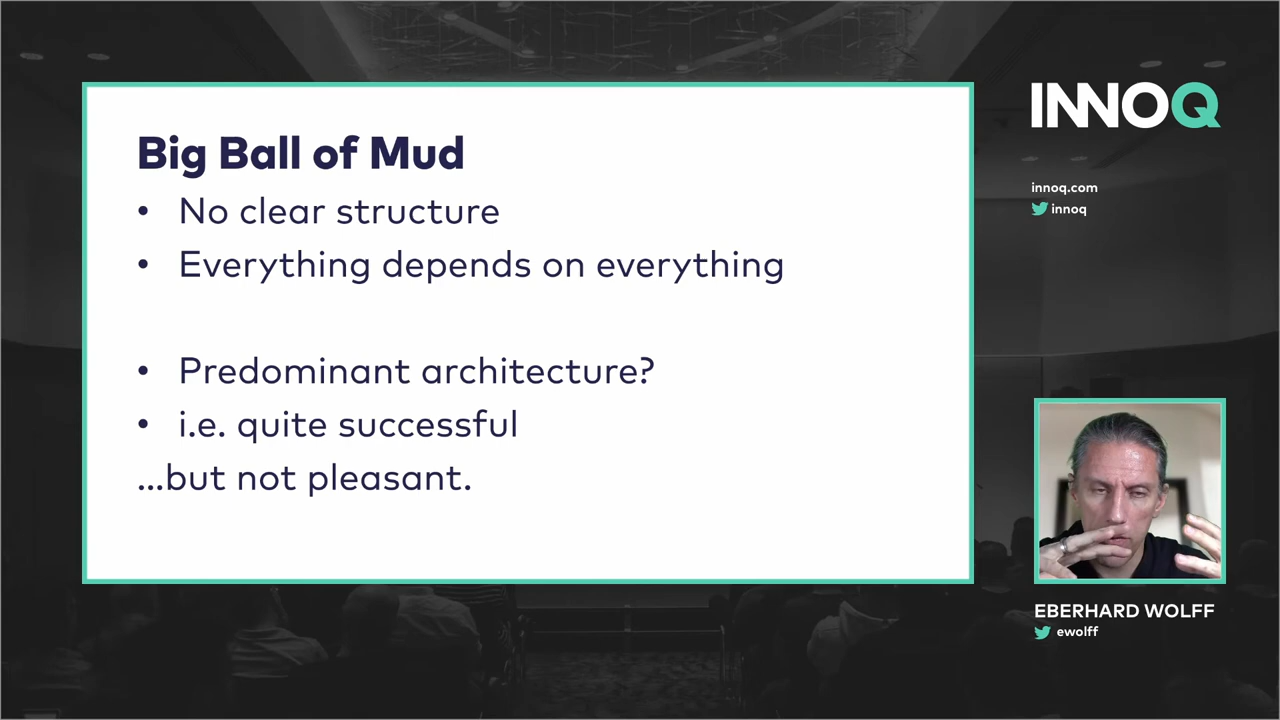 Big Ball of Mud
• No clear structure
• Everything depends on everything
• Predominant architecture?
• i.e. quite successful
...but not pleasant.
INNOQ
innoq.com
innoq
EBERHARD WOLFF
ewolff